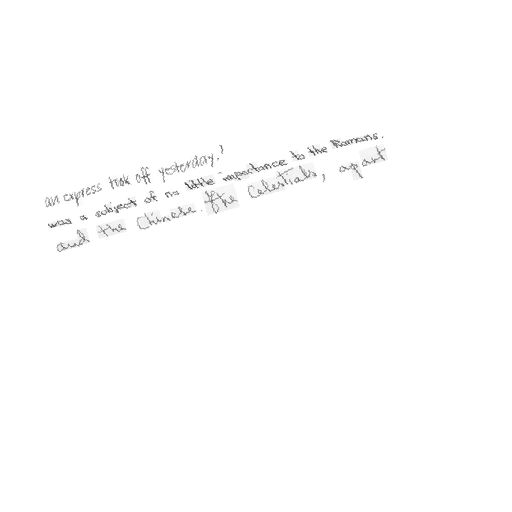 an express took off yesterday.'
was a subject of no little importance to the Romans.
and the Chinese. The Celestials, apart